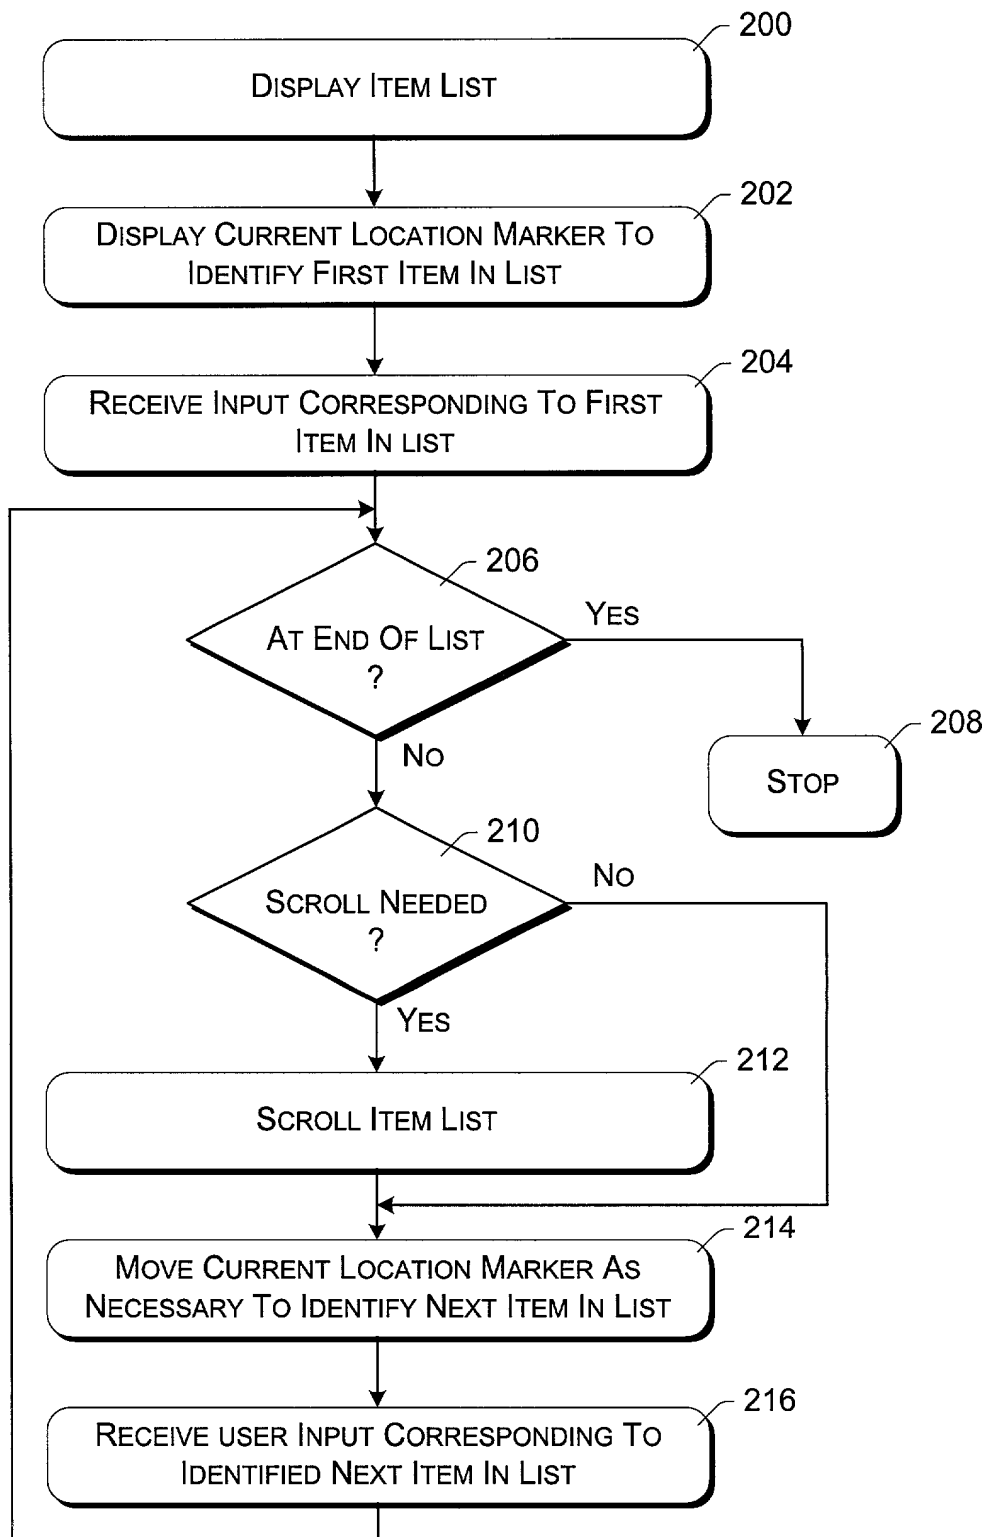 200
DISPLAY ITEM LIST
202
DISPLAY CURRENT LOCATION MARKER TO
IDENTIFY FIRST ITEM IN LIST
204
RECEIVE INPUT CORRESPONDING TO FIRST
ITEM IN LIST
206
YES
AT END OF LIST
?
208
NO
STOP
210
NO
SCROLL NEEDED
?
YES
212
SCROLL ITEM LIST
214
MOVE CURRENT LOCATION MARKER AS
NECESSARY TO IDENTIFY NEXT ITEM IN LIST
216
RECEIVE USER INPUT CORRESPONDING TO
IDENTIFIED NEXT ITEM IN LIST